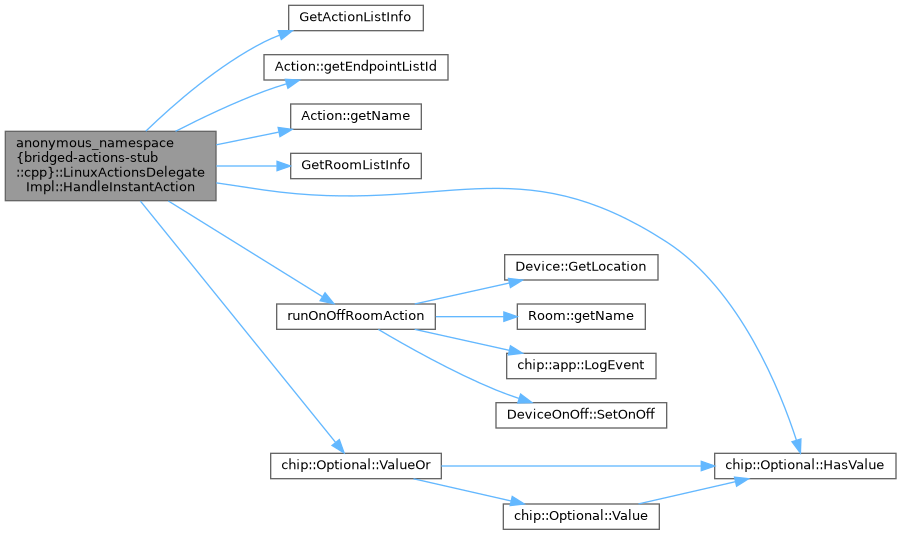 GetActionListInfo
Action::getEndpointListId
Action::getName
anonymous_namespace
{bridged-actions-stub
::cpp}::LinuxActionsDelegate
Impl::HandleInstantAction
GetRoomListInfo
Device::GetLocation
runOnOffRoomAction
Room::getName
chip::app::LogEvent
DeviceOnOff::SetOnOff
chip::Optional::ValueOr
chip::Optional::HasValue
chip::Optional::Value